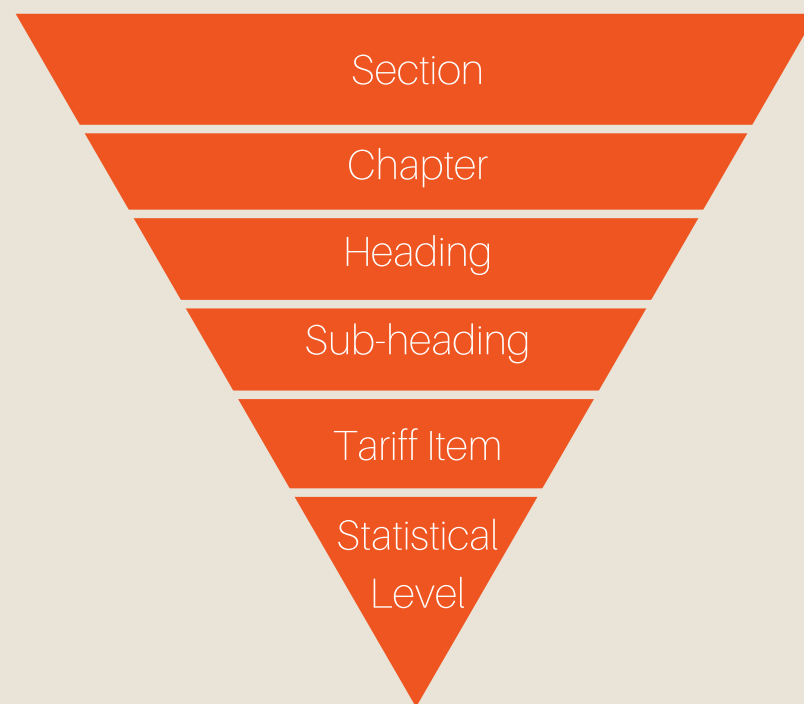 Section
Chapter
Heading
Sub-heading
Tariff Item
Statistical
Level